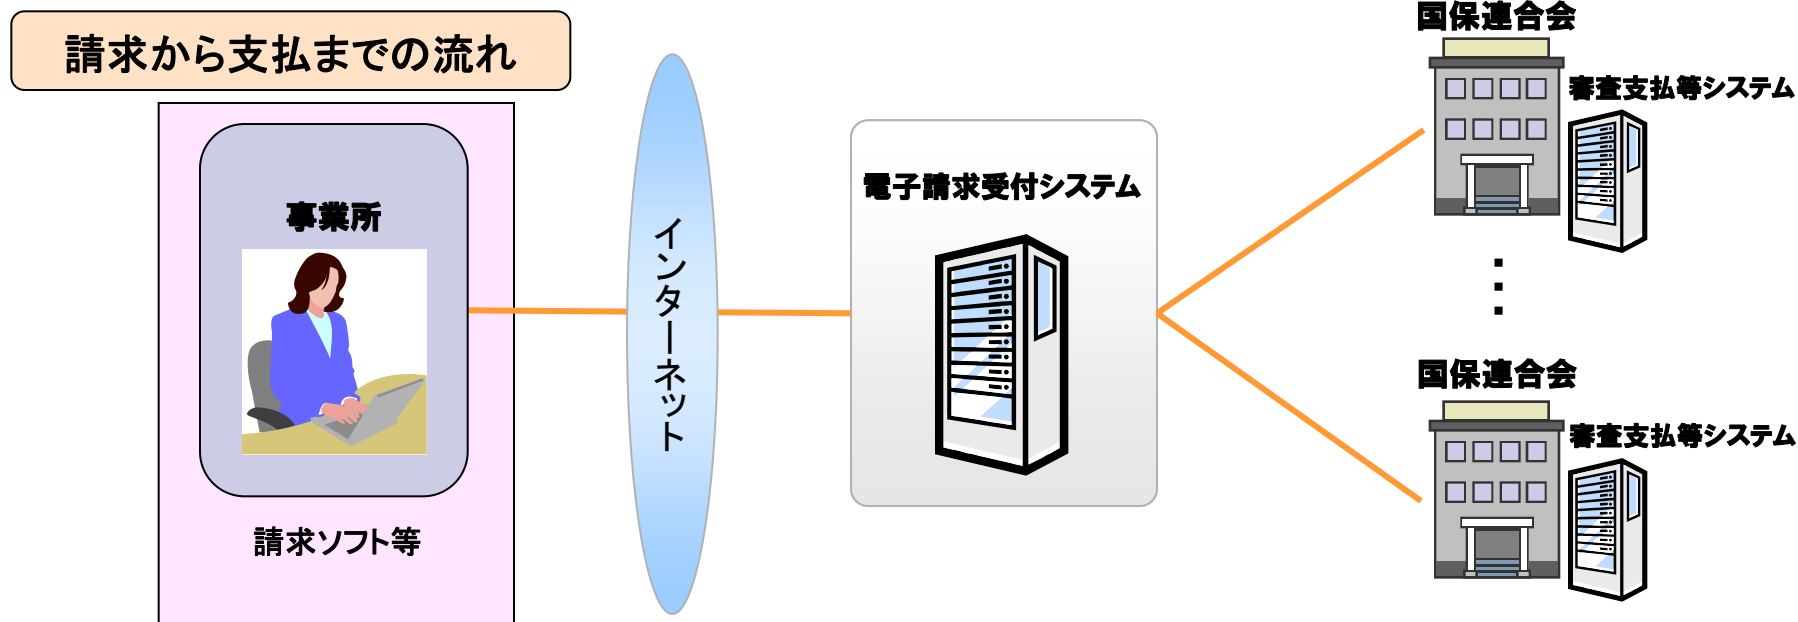 請求から支払までの流れ
事業所
請求ソフト等
インターネット
電子請求受付システム
国保連合会
審査支払等システム
国保連合会
審査支払等システム